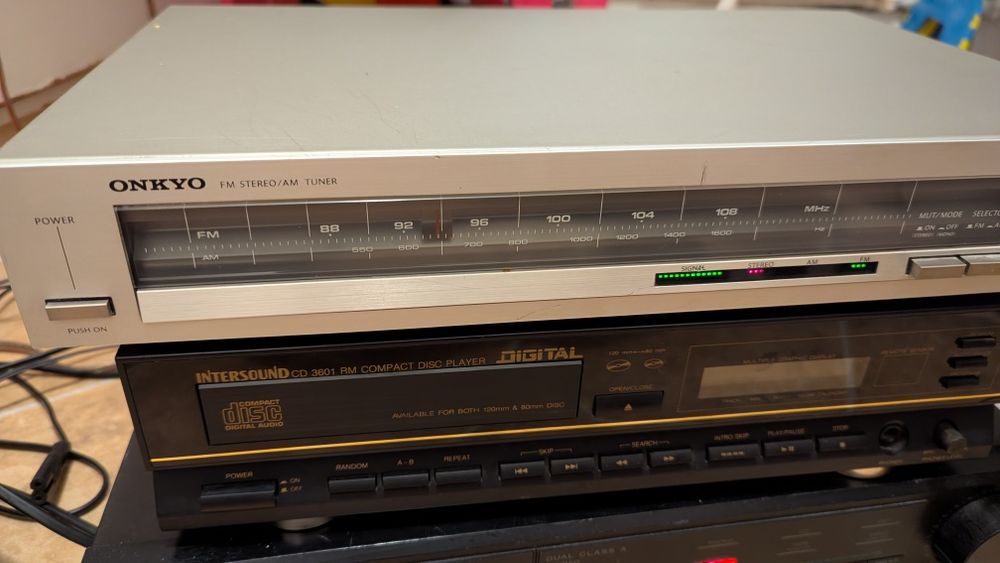 ONKYO FM STEREO/AM TUNER
POWER
PUSH ON
FM 88 92 96 100 104 108 MHz
AM 550 600 700 800 1000 1200 1400 1600 Hz
MUT/MODE
ON OFF
SIGNAL STEREO AM FM
INTERSOUND CD 3601 RM COMPACT DISC PLAYER DIGITAL
COMPACT
disc
DIGITAL AUDIO
AVAILABLE FOR BOTH 120mm & 80mm DISC
OPEN/CLOSE
POWER
ON
OFF
RANDOM A-B REPEAT SKIP SEARCH INTRO SKIP PLAY/PAUSE STOP
DUAL CLASS A